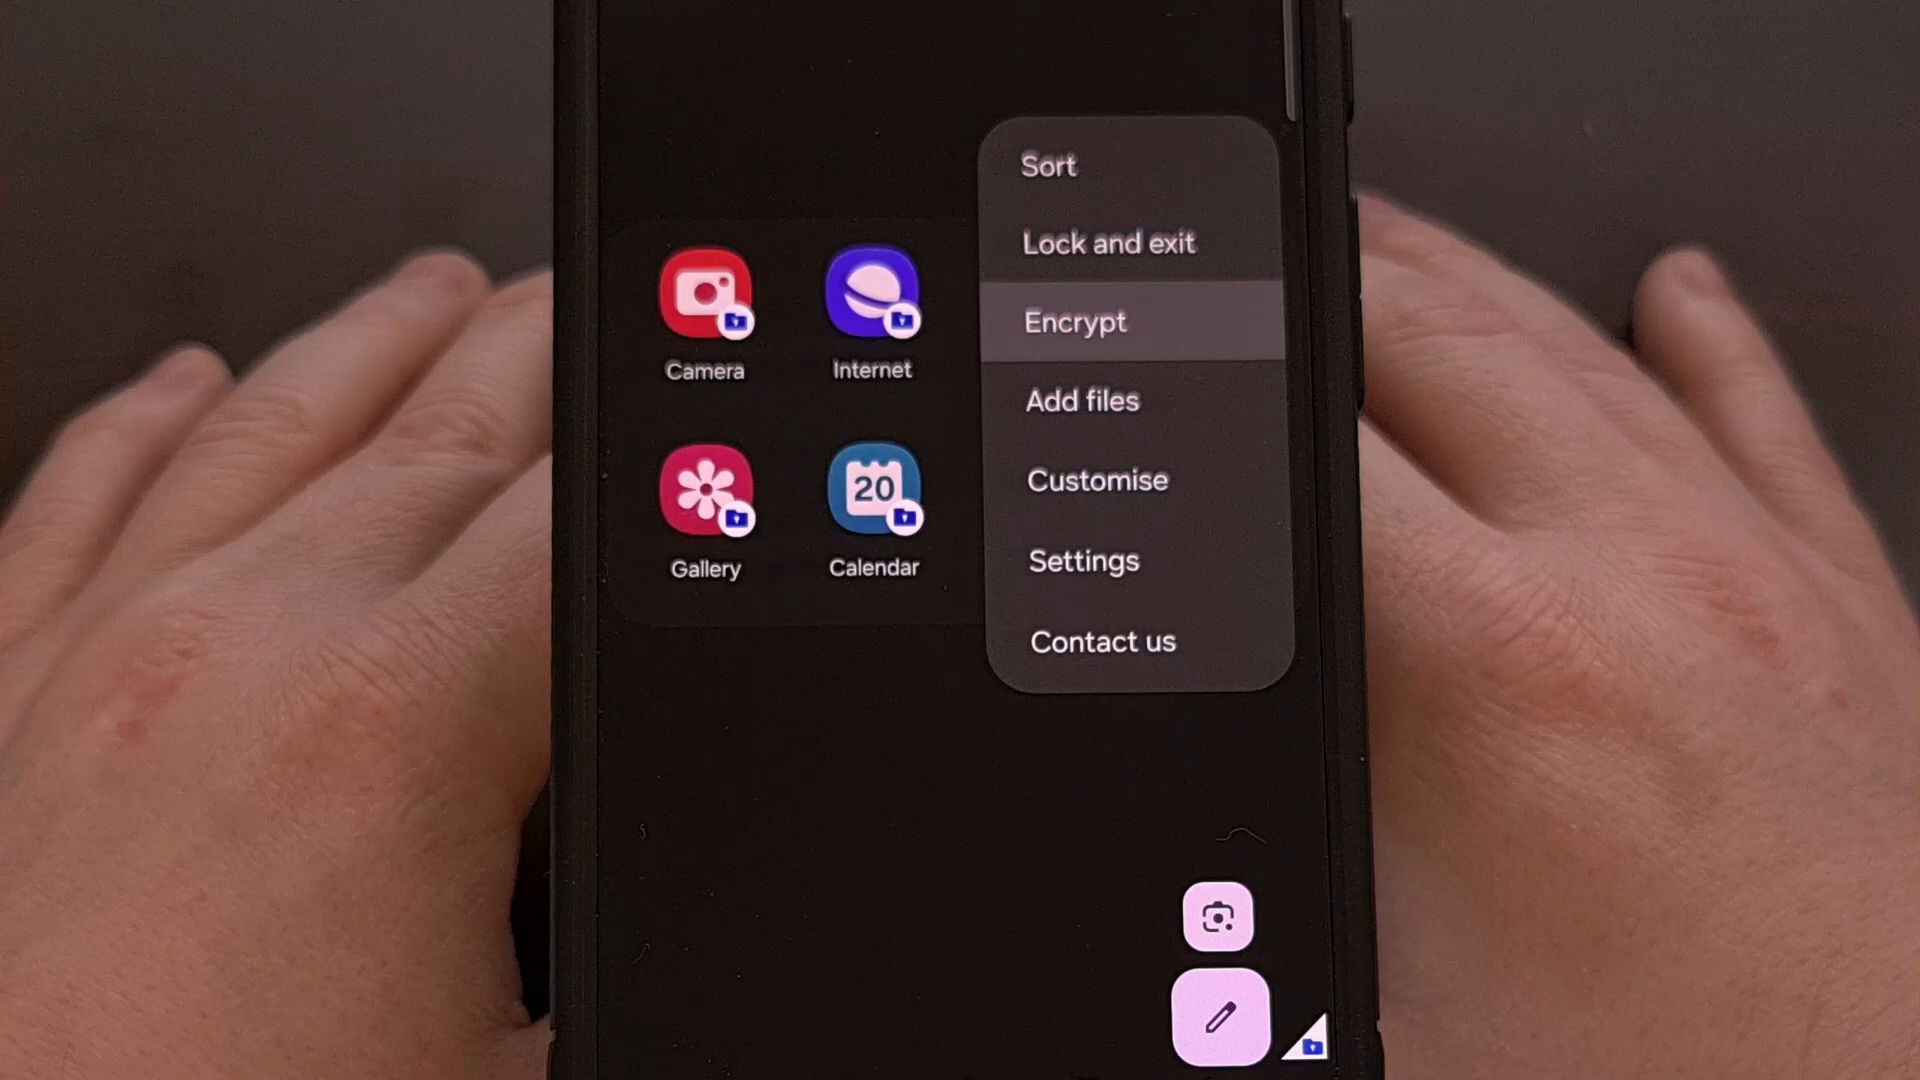 Sort
Lock and exit
Encrypt
Add files
Customise
Settings
Contact us
Camera
Internet
20
Gallery
Calendar